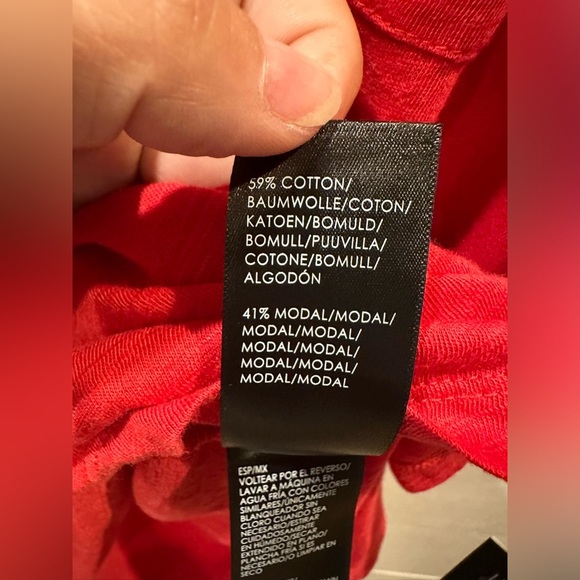 59% COTTON/
BAUMWOLLE/COTON/
KATOEN/BOMULD/
BOMULL/PUUVILLA/
COTONE/BOMULL/
ALGODÓN
41% MODAL/MODAL/
MODAL/MODAL/
MODAL/MODAL/
MODAL/MODAL/
MODAL/MODAL
ESP/MX
VOLTEAR POR EL REVERSO/
LAVAR A MÁQUINA EN
AGUA FRÍA CON COLORES
SIMILARES/ÚNICAMENTE
BLANQUEADOR SIN
CLORO CUANDO SEA
NECESARIO/ESTIRAR
CUIDADOSAMENTE
EN HÚMEDO/SECAR
EXTENDIDO EN PLANO/
PLANCHA FRÍA SI ES
NECESARIO/O LIMPIAR EN
SECO